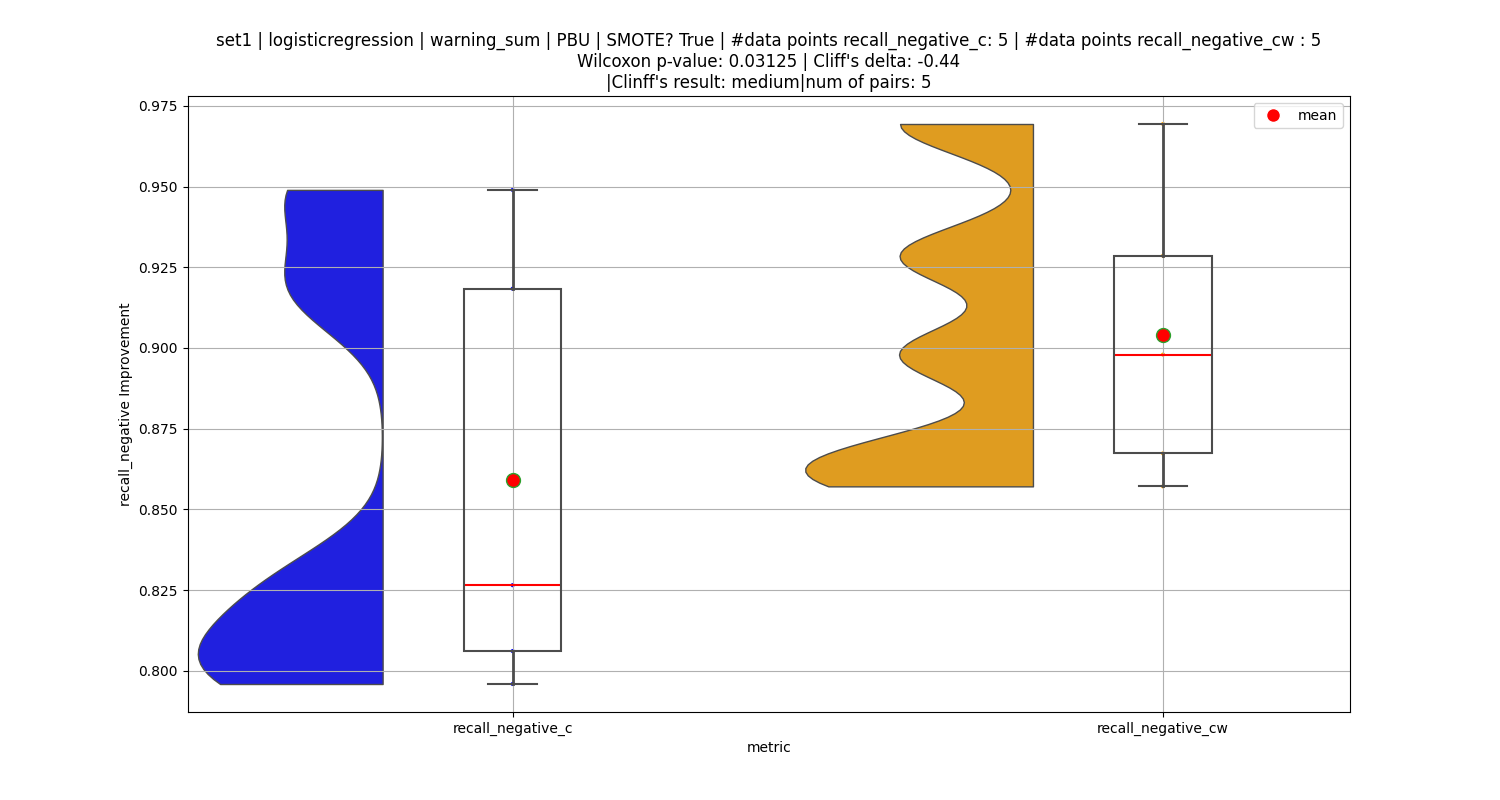 set1 | logisticregression | warning_sum | PBU | SMOTE? True | #data points recall_negative_c: 5 | #data points recall_negative_cw : 5
Wilcoxon p-value: 0.03125 | Cliff's delta: -0.44
|Clinff's result: medium|num of pairs: 5
mean
0.975
0.950
0.925
0.900
0.875
0.850
0.825
0.800
recall_negative Improvement
recall_negative_c
recall_negative_cw
metric